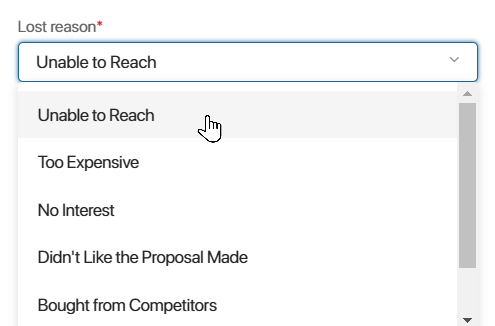 Lost reason*
Unable to Reach
Unable to Reach
Too Expensive
No Interest
Didn't Like the Proposal Made
Bought from Competitors